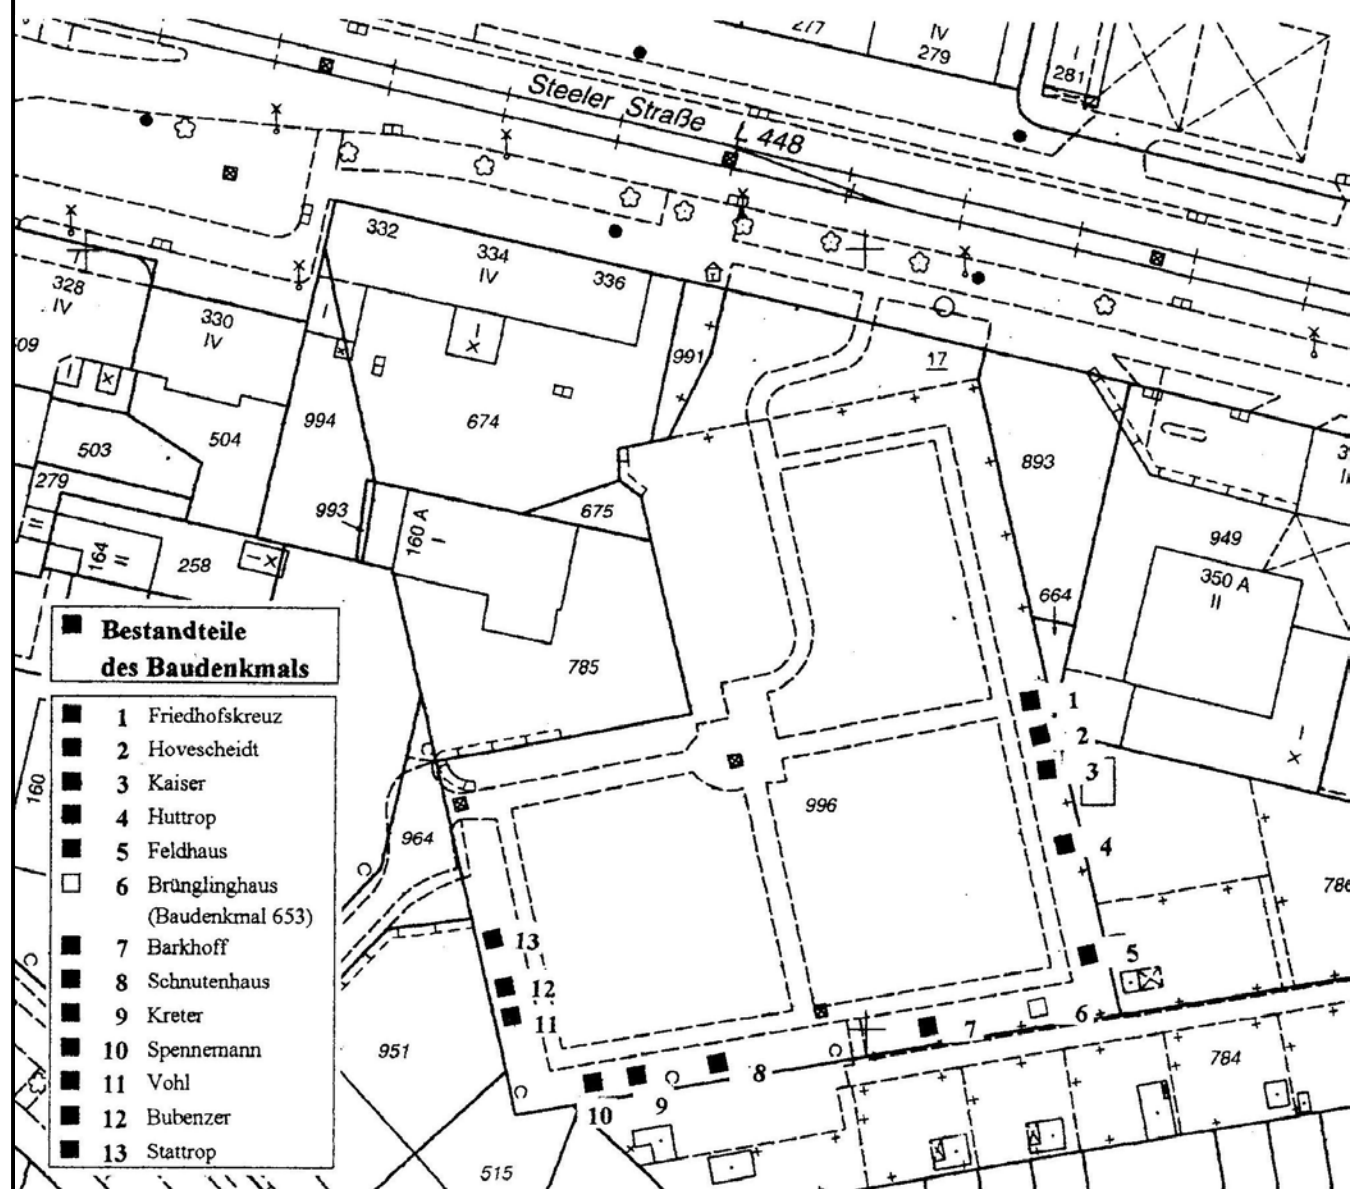 277
IV
279
I
281
Steeler Straße
L 448
332
334
IV
336
328
IV
330
IV
I
I
X
991
17
I
X
994
674
504
503
279
993
160 A
I
675
893
949
350 A
II
664
II
164
II
258
I
X
785
Bestandteile
des Baudenkmals
1 Friedhofskreuz
2 Hovescheidt
3 Kaiser
4 Huttrop
5 Feldhaus
6 Brünglinghaus
(Baudenkmal 653)
7 Barkhoff
8 Schnutenhaus
9 Kreter
10 Spennemann
11 Vohl
12 Bubenzer
13 Stattrop
160
1
2
3
I
X
996
964
4
786
13
5
12
11
6
7
951
8
784
9
10
515